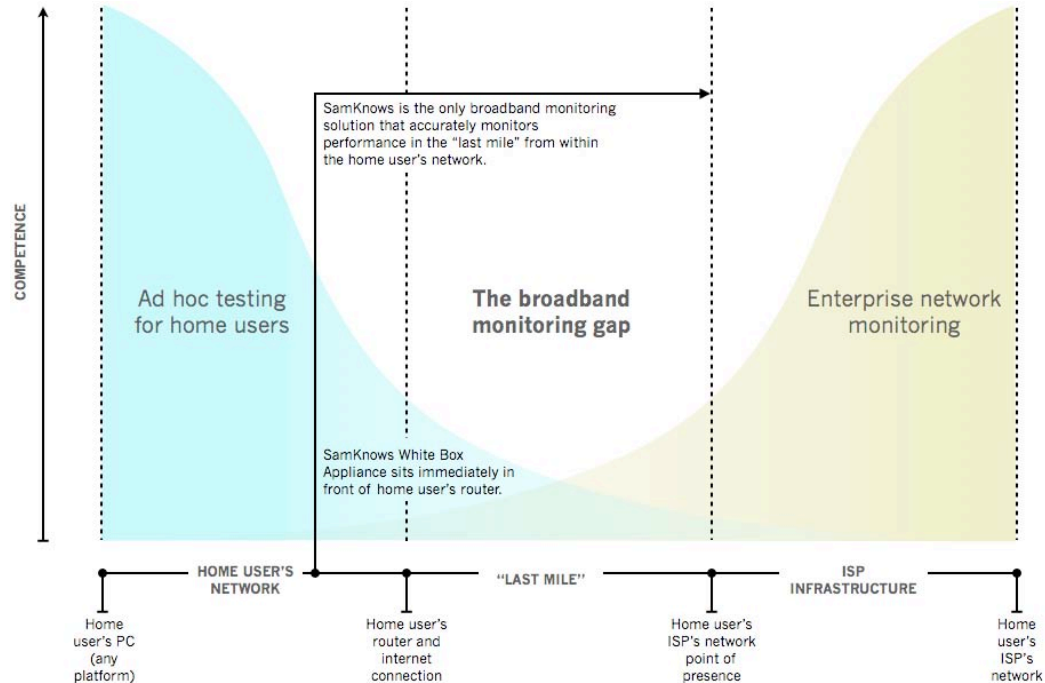 SamKnows is the only broadband monitoring
solution that accurately monitors
performance in the “last mile” from within
the home user’s network.
COMPETENCE
Ad hoc testing
for home users
The broadband
monitoring gap
Enterprise network
monitoring
SamKnows White Box
Appliance sits immediately in
front of home user’s router.
HOME USER’S
NETWORK
“LAST MILE”
ISP
INFRASTRUCTURE
Home
user’s PC
(any
platform)
Home user’s
router and
internet
connection
Home user’s
ISP’s network
point of
presence
Home
user’s
ISP’s
network